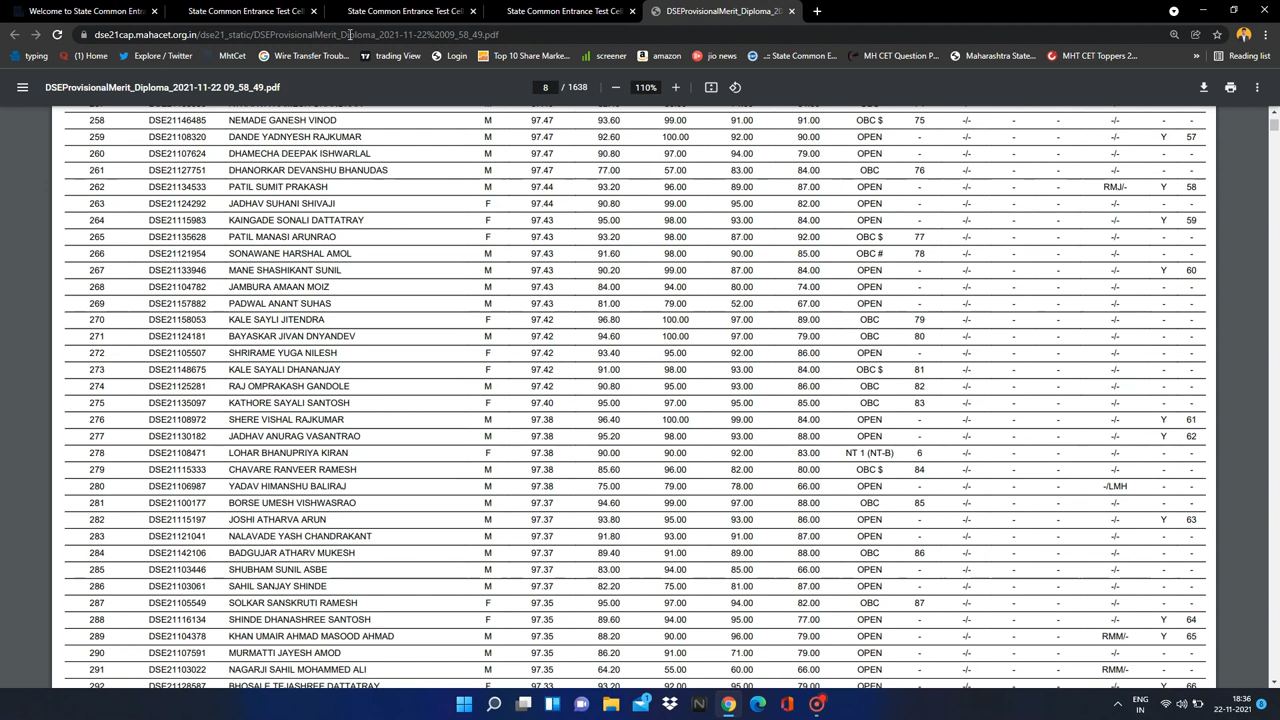 Welcome to State Common Entran
State Common Entrance Test Cell
State Common Entrance Test Cell
State Common Entrance Test Cell
DSEProvisionalMerit_Diploma_202
dse21cap.mahacet.org.in/dse21_static/DSEProvisionalMerit_Diploma_2021-11-22%2009_58_49.pdf
typing (1) Home Explore / Twitter MhtCet Wire Transfer Troub... trading View Login Top 10 Share Marke... screener amazon jio news ..:: State Common E... MH CET Question P... Maharashtra State... MHT CET Toppers 2... » Reading list
DSEProvisionalMerit_Diploma_2021-11-22 09_58_49.pdf 8 / 1638 110%
258 DSE21146485 NEMADE GANESH VINOD M 97.47 93.60 99.00 91.00 91.00 OBC $ 75 -/- - - -/- - -
259 DSE21108320 DANDE YADNYESH RAJKUMAR M 97.47 92.60 100.00 92.00 90.00 OPEN - -/- - - -/- Y 57
260 DSE21107624 DHAMECHA DEEPAK ISHWARLAL M 97.47 90.80 97.00 94.00 79.00 OPEN - -/- - - -/- - -
261 DSE21127751 DHANORKAR DEVANSHU BHANUDAS M 97.47 77.00 57.00 83.00 84.00 OBC 76 -/- - - -/- - -
262 DSE21134533 PATIL SUMIT PRAKASH M 97.44 93.20 96.00 89.00 87.00 OPEN - -/- - - RMJ/- Y 58
263 DSE21124292 JADHAV SUHANI SHIVAJI F 97.44 90.80 99.00 95.00 82.00 OPEN - -/- - - -/- - -
264 DSE21115983 KAINGADE SONALI DATTATRAY F 97.43 95.00 98.00 93.00 84.00 OPEN - -/- - - -/- Y 59
265 DSE21135628 PATIL MANASI ARUNRAO F 97.43 93.20 98.00 87.00 92.00 OBC $ 77 -/- - - -/- - -
266 DSE21121954 SONAWANE HARSHAL AMOL M 97.43 91.60 98.00 90.00 85.00 OBC # 78 -/- - - -/- - -
267 DSE21133946 MANE SHASHIKANT SUNIL M 97.43 90.20 99.00 87.00 84.00 OPEN - -/- - - -/- Y 60
268 DSE21104782 JAMBURA AMAAN MOIZ M 97.43 84.00 94.00 80.00 74.00 OPEN - -/- - - -/- - -
269 DSE21157882 PADWAL ANANT SUHAS M 97.43 81.00 79.00 52.00 67.00 OPEN - -/- - - -/- - -
270 DSE21158053 KALE SAYLI JITENDRA F 97.42 96.80 100.00 97.00 89.00 OBC 79 -/- - - -/- - -
271 DSE21124181 BAYASKAR JIVAN DNYANDEV M 97.42 94.60 100.00 97.00 79.00 OBC 80 -/- - - -/- - -
272 DSE21105507 SHRIRAME YUGA NILESH F 97.42 93.40 95.00 92.00 86.00 OPEN - -/- - - -/- - -
273 DSE21148675 KALE SAYALI DHANANJAY F 97.42 91.00 98.00 93.00 84.00 OBC $ 81 -/- - - -/- - -
274 DSE21125281 RAJ OMPRAKASH GANDOLE M 97.42 90.80 95.00 93.00 86.00 OBC 82 -/- - - -/- - -
275 DSE21135097 KATHORE SAYALI SANTOSH F 97.40 95.00 97.00 95.00 85.00 OBC 83 -/- - - -/- - -
276 DSE21108972 SHERE VISHAL RAJKUMAR M 97.38 96.40 100.00 99.00 84.00 OPEN - -/- - - -/- Y 61
277 DSE21130182 JADHAV ANURAG VASANTRAO M 97.38 95.20 98.00 93.00 88.00 OPEN - -/- - - -/- Y 62
278 DSE21108471 LOHAR BHANUPRIYA KIRAN F 97.38 90.00 90.00 92.00 83.00 NT 1 (NT-B) 6 -/- - - -/- - -
279 DSE21115333 CHAVARE RANVEER RAMESH M 97.38 85.60 96.00 82.00 80.00 OBC $ 84 -/- - - -/- - -
280 DSE21106987 YADAV HIMANSHU BALIRAJ M 97.38 75.00 79.00 78.00 66.00 OPEN - -/- - - -/LMH - -
281 DSE21100177 BORSE UMESH VISHWASRAO M 97.37 94.60 99.00 97.00 88.00 OBC 85 -/- - - -/- - -
282 DSE21115197 JOSHI ATHARVA ARUN M 97.37 93.80 95.00 93.00 86.00 OPEN - -/- - - -/- Y 63
283 DSE21121041 NALAVADE YASH CHANDRAKANT M 97.37 91.80 93.00 91.00 87.00 OPEN - -/- - - -/- - -
284 DSE21142106 BADGUJAR ATHARV MUKESH M 97.37 89.40 91.00 89.00 88.00 OBC 86 -/- - - -/- - -
285 DSE21103446 SHUBHAM SUNIL ASBE M 97.37 83.00 94.00 85.00 66.00 OPEN - -/- - - -/- - -
286 DSE21103061 SAHIL SANJAY SHINDE M 97.37 82.20 75.00 81.00 87.00 OPEN - -/- - - -/- - -
287 DSE21105549 SOLKAR SANSKRUTI RAMESH F 97.35 95.00 97.00 94.00 82.00 OBC 87 -/- - - -/- - -
288 DSE21116134 SHINDE DHANASHREE SANTOSH F 97.35 89.60 94.00 95.00 77.00 OPEN - -/- - - -/- Y 64
289 DSE21104378 KHAN UMAIR AHMAD MASOOD AHMAD M 97.35 88.20 90.00 96.00 79.00 OPEN - -/- - - RMM/- Y 65
290 DSE21107591 MURMATTI JAYESH AMOD M 97.35 86.20 91.00 71.00 79.00 OPEN - -/- - - -/- - -
291 DSE21103022 NAGARJI SAHIL MOHAMMED ALI M 97.35 64.20 55.00 60.00 66.00 OPEN - -/- - - RMM/- - -
292 DSE21128587 BHOSALE TEJASHREE DATTATRAY F 97.33 93.20 92.00 95.00 79.00 OPEN - -/- - - -/- Y 66
ENG IN 18:36 22-11-2021